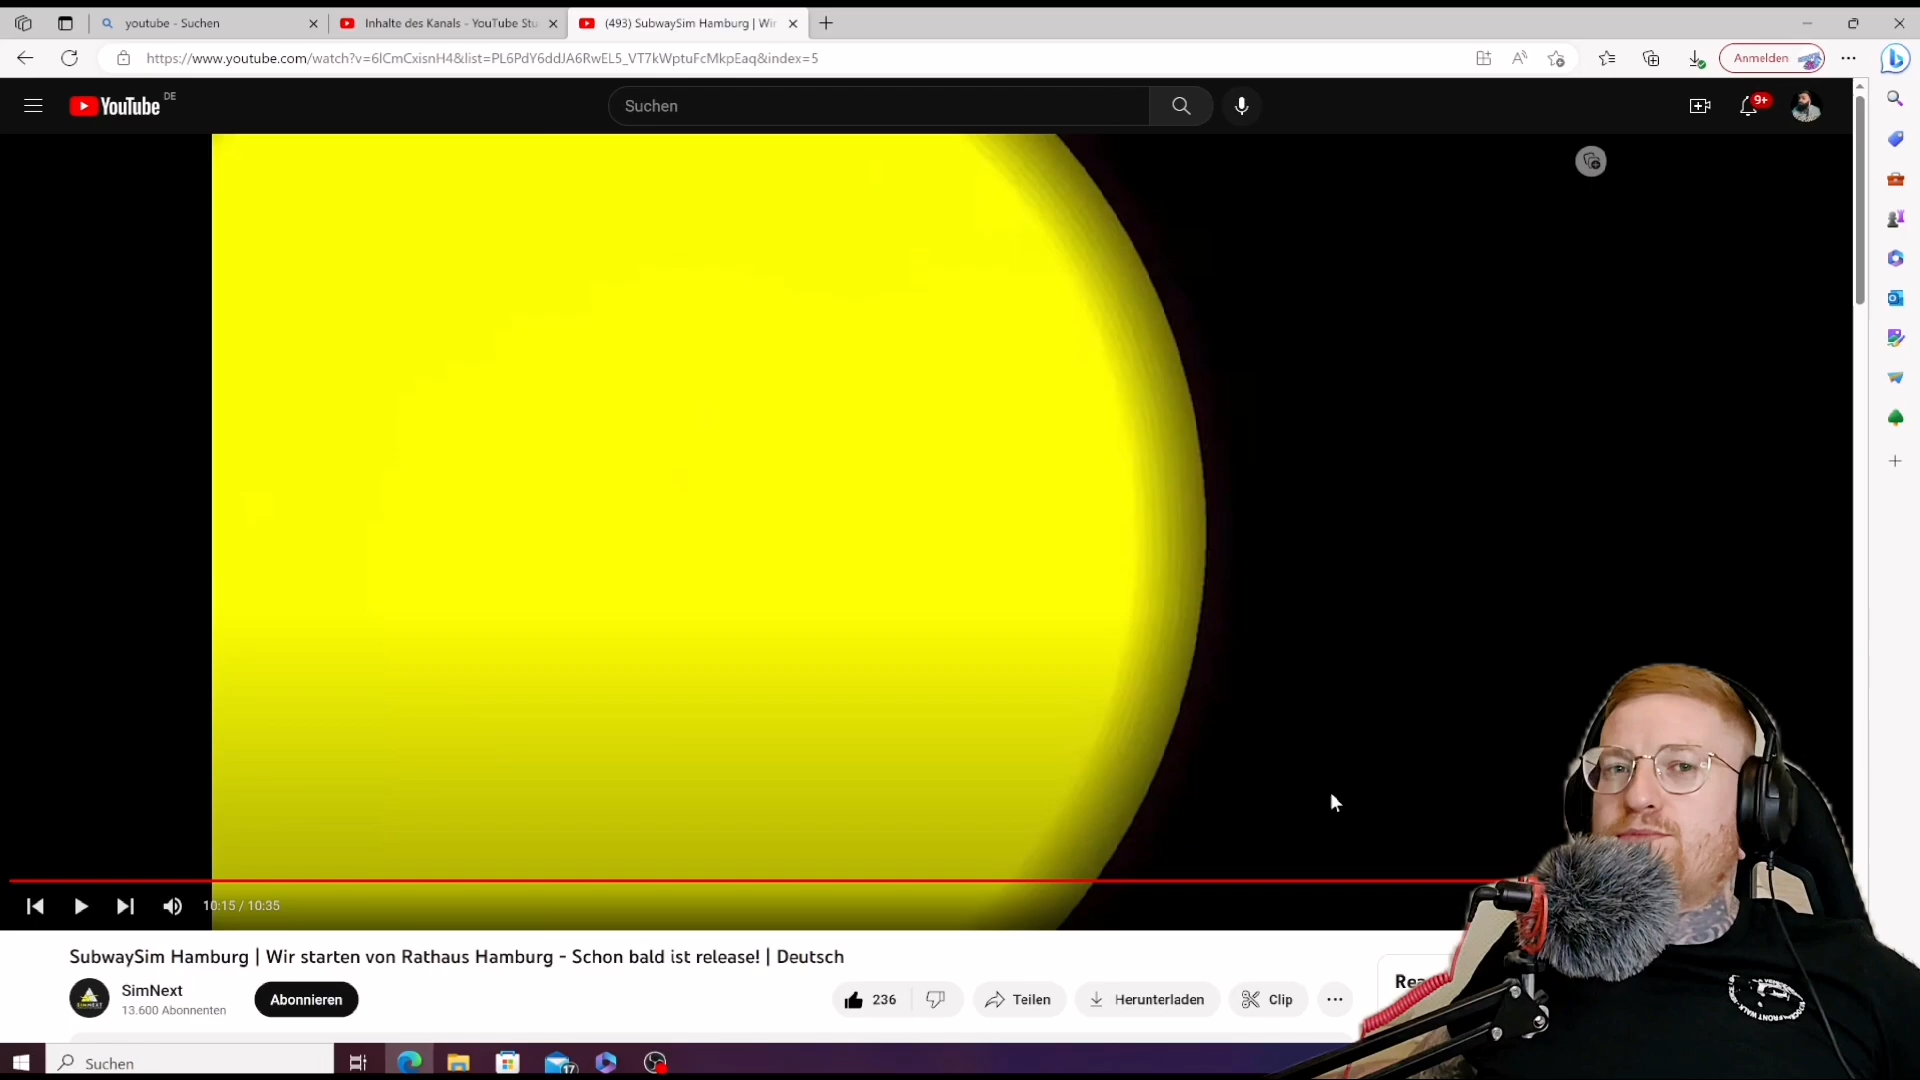 youtube - Suchen
Inhalte des Kanals - YouTube Stu
(493) SubwaySim Hamburg | Wir
https://www.youtube.com/watch?v=6lCmCxisnH4&list=PL6PdY6ddJA6RwEL5_VT7kWptuFcMkpEaq&index=5
Anmelden
YouTube DE
Suchen
9+
10:15 / 10:35
SubwaySim Hamburg | Wir starten von Rathaus Hamburg - Schon bald ist release! | Deutsch
SimNext
13.600 Abonnenten
Abonnieren
236
Teilen
Herunterladen
Clip
Rea
Suchen
17